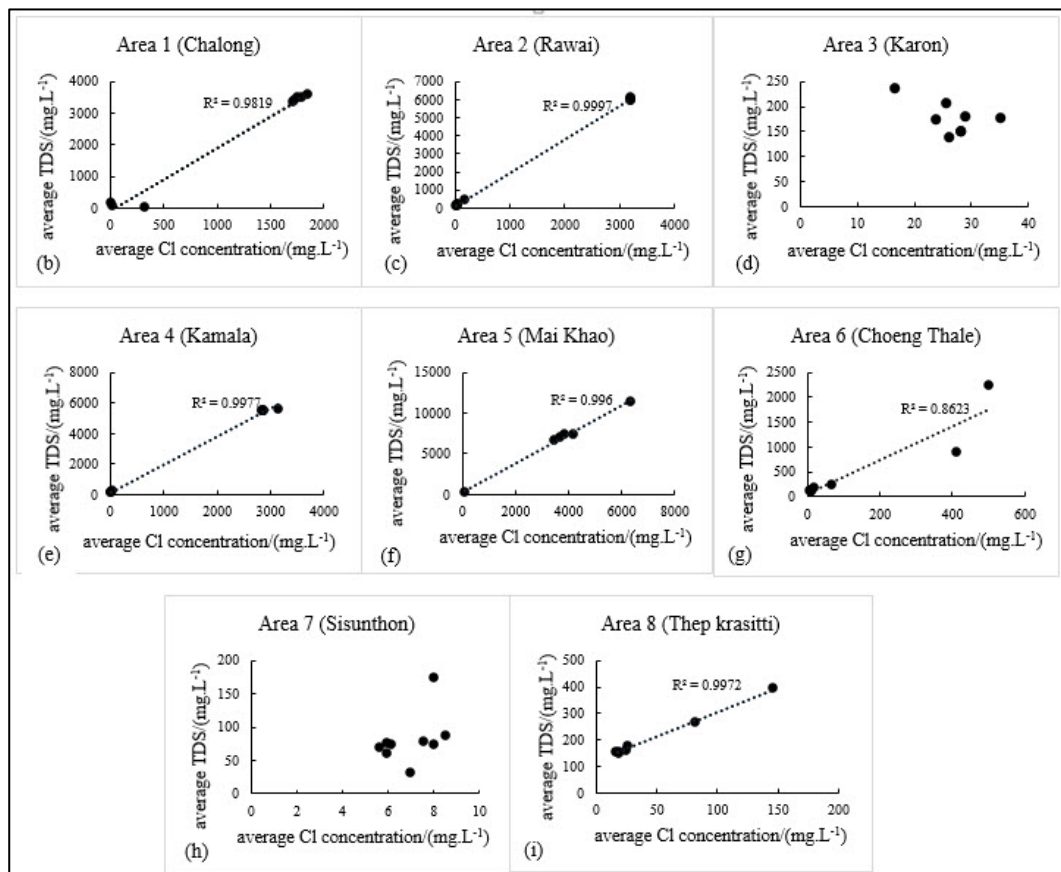 Area 1 (Chalong)
average TDS/(mg.L-1)
4000
3000
2000
1000
0
R² = 0.9819
0 500 1000 1500 2000
average Cl concentration/(mg.L-1)
(b)
Area 2 (Rawai)
average TDS/(mg.L-1)
7000
6000
5000
4000
3000
2000
1000
0
R² = 0.9997
0 1000 2000 3000 4000
average Cl concentration/(mg.L-1)
(c)
Area 3 (Karon)
average TDS/(mg.L-1)
250
200
150
100
50
0
0 10 20 30 40
average Cl concentration/(mg.L-1)
(d)
Area 4 (Kamala)
average TDS/(mg.L-1)
8000
6000
4000
2000
0
R² = 0.9977
0 1000 2000 3000 4000
average Cl concentration/(mg.L-1)
(e)
Area 5 (Mai Khao)
average TDS/(mg.L-1)
15000
10000
5000
0
R² = 0.996
0 2000 4000 6000 8000
average Cl concentration/(mg.L-1)
(f)
Area 6 (Choeng Thale)
average TDS/(mg.L-1)
2500
2000
1500
1000
500
0
R² = 0.8623
0 200 400 600
average Cl concentration/(mg.L-1)
(g)
Area 7 (Sisunthon)
average TDS/(mg.L-1)
200
150
100
50
0
0 2 4 6 8 10
average Cl concentration/(mg.L-1)
(h)
Area 8 (Thep krasitti)
average TDS/(mg.L-1)
500
400
300
200
100
0
R² = 0.9972
0 50 100 150 200
average Cl concentration/(mg.L-1)
(i)